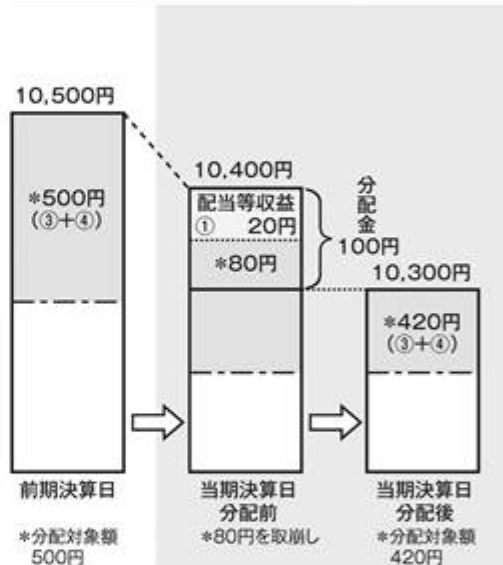 10,500円
*500円
(③+④)
10,400円
配当等収益
① 20円
*80円
分配金
100円
10,300円
*420円
(③+④)
前期決算日
*分配対象額
500円
当期決算日
分配前
*80円を取崩し
当期決算日
分配後
*分配対象額
420円